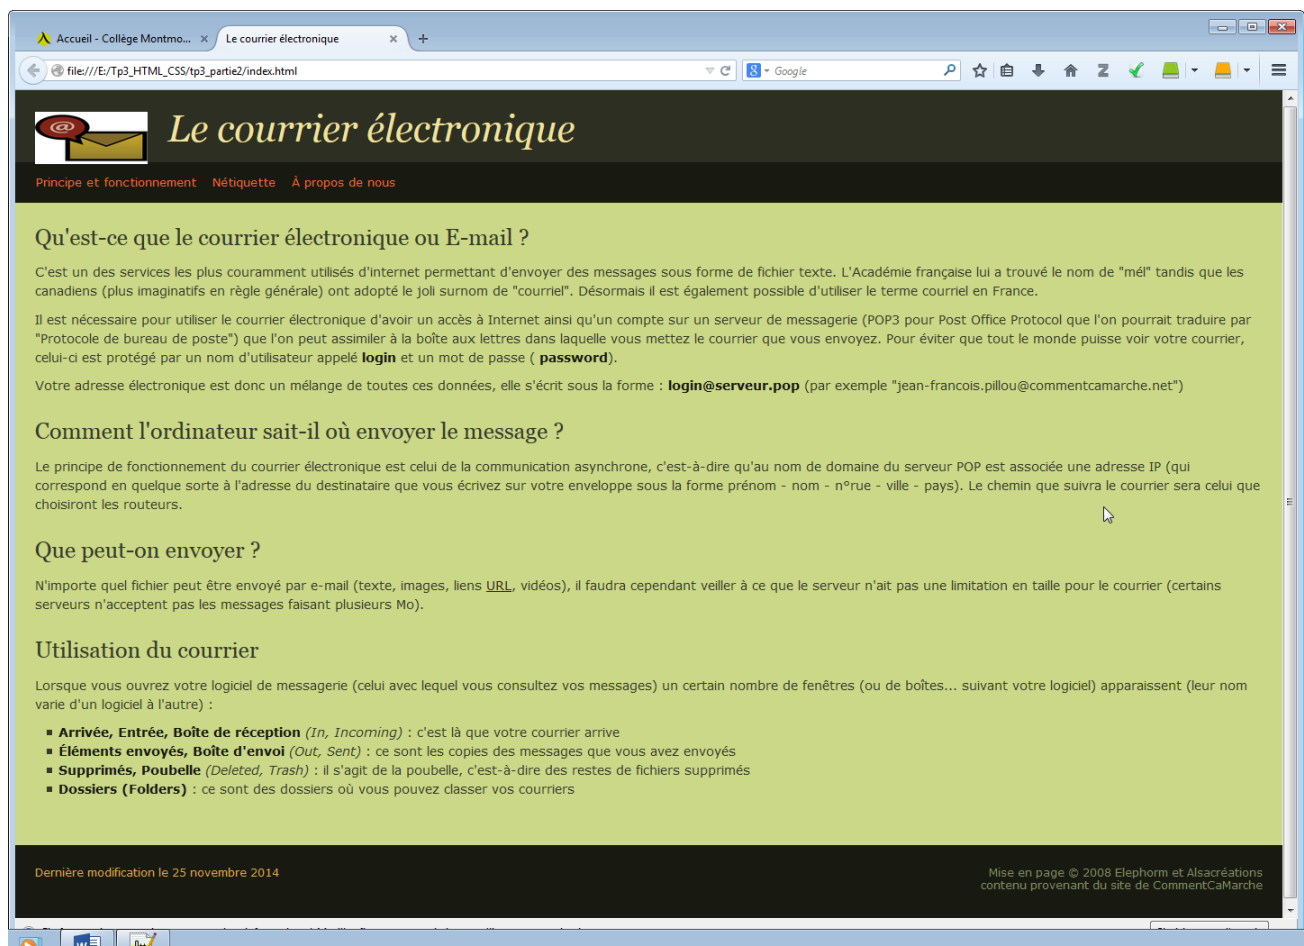 Accueil - Collège Montmo...
Le courrier électronique
file:///E:/Tp3_HTML_CSS/tp3_partie2/index.html
Google
@
Le courrier électronique
Principe et fonctionnement Nétiquette À propos de nous
Qu'est-ce que le courrier électronique ou E-mail ?
C'est un des services les plus couramment utilisés d'internet permettant d'envoyer des messages sous forme de fichier texte. L'Académie française lui a trouvé le nom de "mél" tandis que les
canadiens (plus imaginatifs en règle générale) ont adopté le joli surnom de "courriel". Désormais il est également possible d'utiliser le terme courriel en France.
Il est nécessaire pour utiliser le courrier électronique d'avoir un accès à Internet ainsi qu'un compte sur un serveur de messagerie (POP3 pour Post Office Protocol que l'on pourrait traduire par
"Protocole de bureau de poste") que l'on peut assimiler à la boîte aux lettres dans laquelle vous mettez le courrier que vous envoyez. Pour éviter que tout le monde puisse voir votre courrier,
celui-ci est protégé par un nom d'utilisateur appelé login et un mot de passe ( password).
Votre adresse électronique est donc un mélange de toutes ces données, elle s'écrit sous la forme : login@serveur.pop (par exemple "jean-francois.pillou@commentcamarche.net")
Comment l'ordinateur sait-il où envoyer le message ?
Le principe de fonctionnement du courrier électronique est celui de la communication asynchrone, c'est-à-dire qu'au nom de domaine du serveur POP est associée une adresse IP (qui
correspond en quelque sorte à l'adresse du destinataire que vous écrivez sur votre enveloppe sous la forme prénom - nom - n°rue - ville - pays). Le chemin que suivra le courrier sera celui que
choisiront les routeurs.
Que peut-on envoyer ?
N'importe quel fichier peut être envoyé par e-mail (texte, images, liens URL, vidéos), il faudra cependant veiller à ce que le serveur n'ait pas une limitation en taille pour le courrier (certains
serveurs n'acceptent pas les messages faisant plusieurs Mo).
Utilisation du courrier
Lorsque vous ouvrez votre logiciel de messagerie (celui avec lequel vous consultez vos messages) un certain nombre de fenêtres (ou de boîtes... suivant votre logiciel) apparaissent (leur nom
varie d'un logiciel à l'autre) :
Arrivée, Entrée, Boîte de réception (In, Incoming) : c'est là que votre courrier arrive
Éléments envoyés, Boîte d'envoi (Out, Sent) : ce sont les copies des messages que vous avez envoyés
Supprimés, Poubelle (Deleted, Trash) : il s'agit de la poubelle, c'est-à-dire des restes de fichiers supprimés
Dossiers (Folders) : ce sont des dossiers où vous pouvez classer vos courriers
Dernière modification le 25 novembre 2014
Mise en page © 2008 Elephorm et Alsacréations
contenu provenant du site de CommentCaMarche